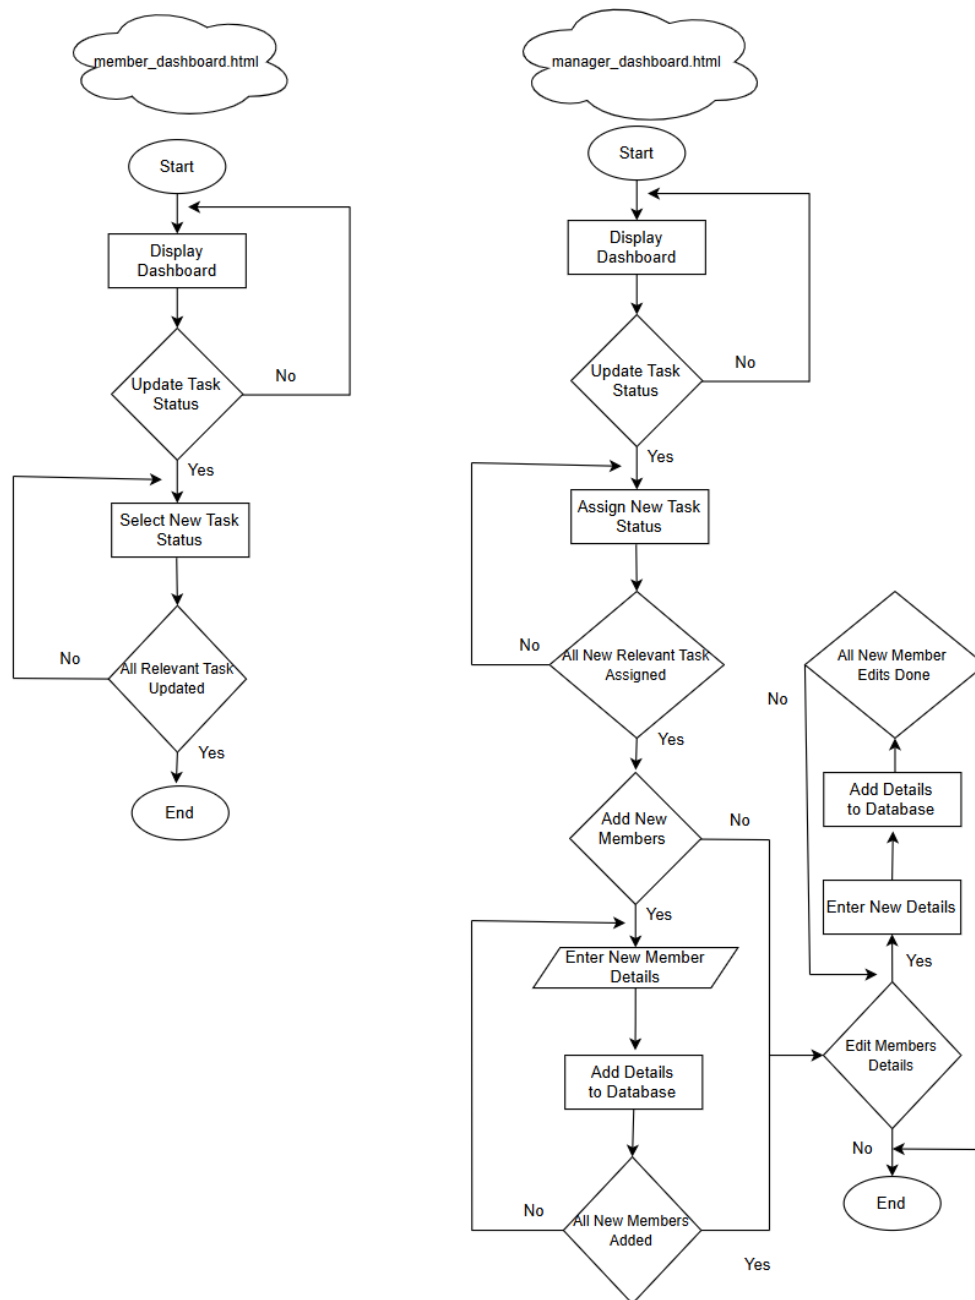 member_dashboard.html
Start
Display
Dashboard
Update Task
Status
No
Yes
Select New Task
Status
No
All Relevant Task
Updated
Yes
End
manager_dashboard.html
Start
Display
Dashboard
Update Task
Status
No
Yes
Assign New Task
Status
No
All New Relevant Task
Assigned
Yes
Add New
Members
No
Yes
Enter New Member
Details
Add Details
to Database
No
All New Members
Added
Yes
All New Member
Edits Done
No
Add Details
to Database
Enter New Details
Yes
Edit Members
Details
No
End